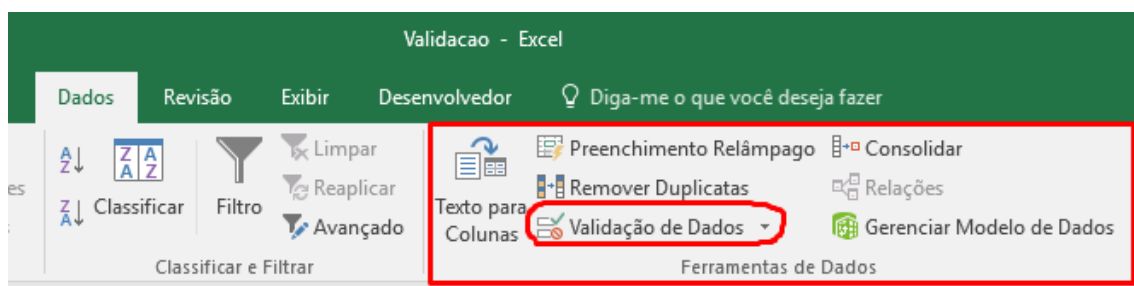 Validacao - Excel
Dados Revisão Exibir Desenvolvedor Diga-me o que você deseja fazer
Classificar
Filtro
Limpar
Reaplicar
Avançado
Classificar e Filtrar
Texto para
Colunas
Preenchimento Relâmpago
Remover Duplicatas
Validação de Dados
Consolidar
Relações
Gerenciar Modelo de Dados
Ferramentas de Dados